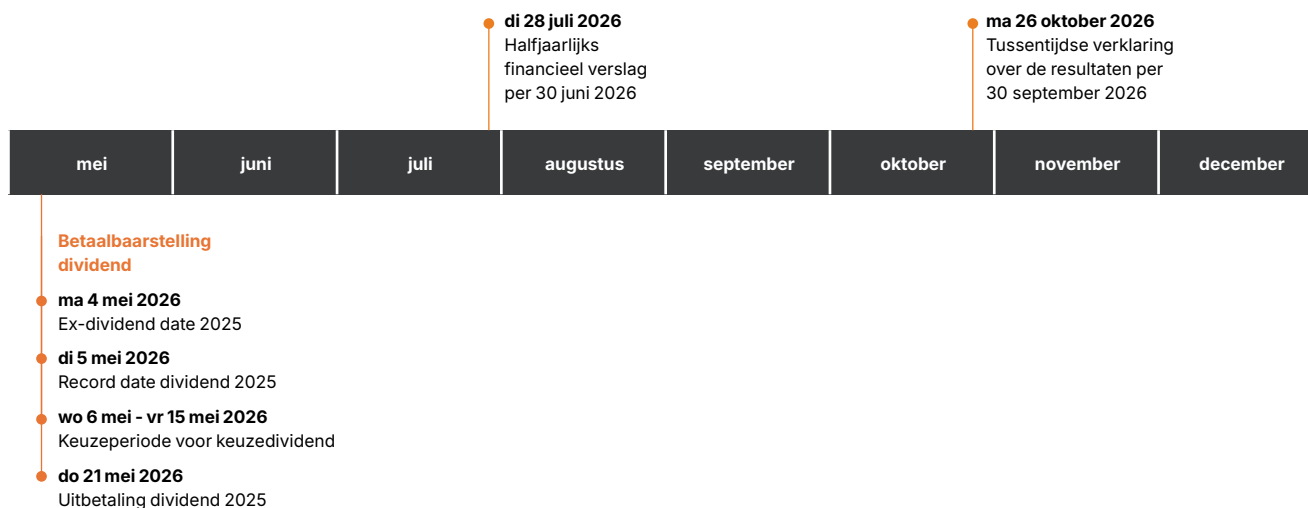 di 28 juli 2026
Halfjaarlijks
financieel verslag
per 30 juni 2026
ma 26 oktober 2026
Tussentijdse verklaring
over de resultaten per
30 september 2026
mei
juni
juli
augustus
september
oktober
november
december
Betaalbaarstelling
dividend
ma 4 mei 2026
Ex-dividend date 2025
di 5 mei 2026
Record date dividend 2025
wo 6 mei - vr 15 mei 2026
Keuzeperiode voor keuzedividend
do 21 mei 2026
Uitbetaling dividend 2025